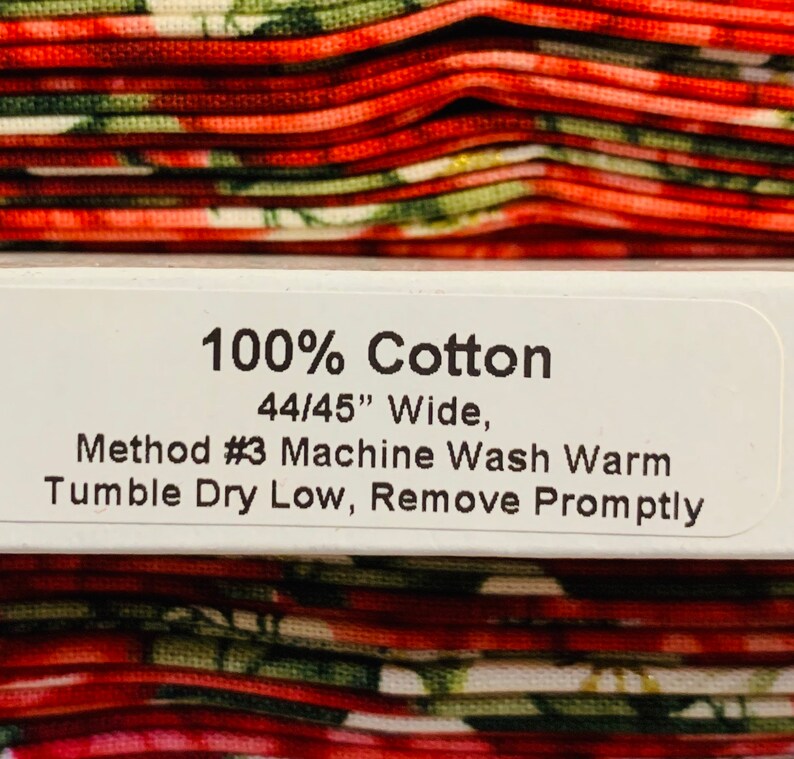 100% Cotton
44/45” Wide,
Method #3 Machine Wash Warm
Tumble Dry Low, Remove Promptly